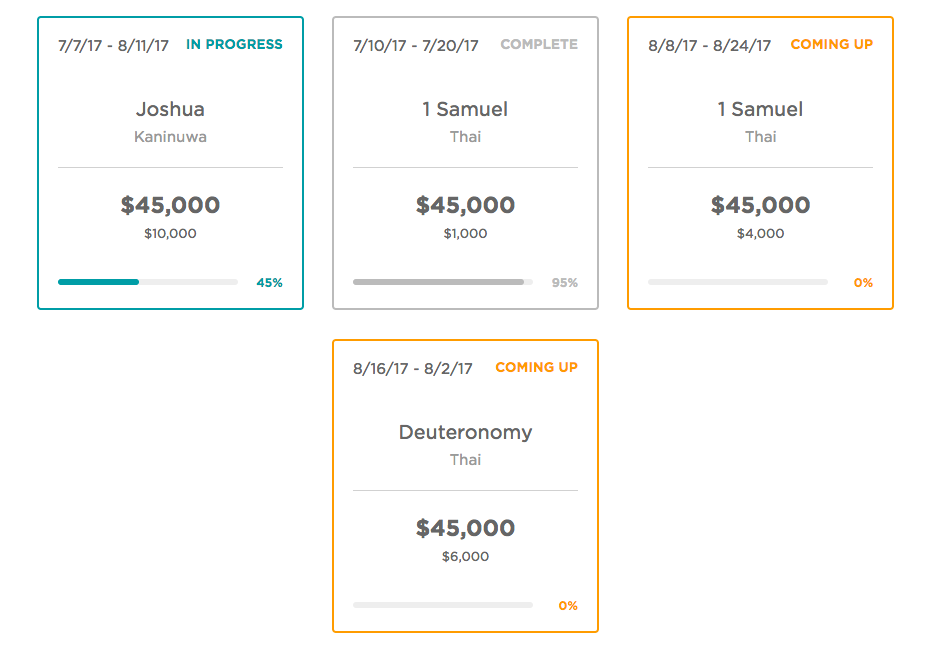 7/7/17 - 8/11/17 IN PROGRESS
Joshua
Kaninuwa
$45,000
$10,000
45%
7/10/17 - 7/20/17 COMPLETE
1 Samuel
Thai
$45,000
$1,000
95%
8/8/17 - 8/24/17 COMING UP
1 Samuel
Thai
$45,000
$4,000
0%
8/16/17 - 8/2/17 COMING UP
Deuteronomy
Thai
$45,000
$6,000
0%